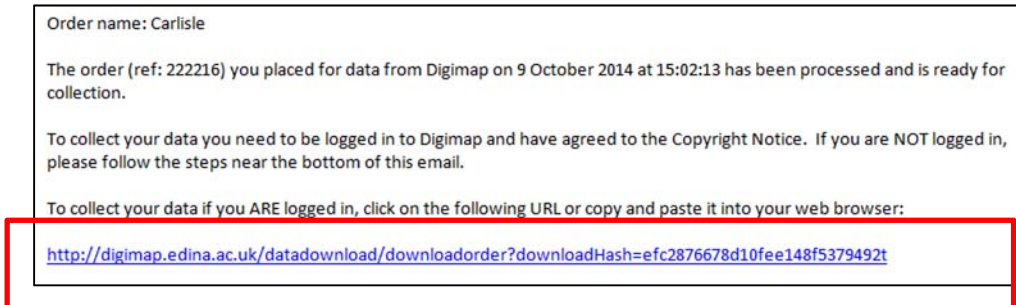 Order name: Carlisle
The order (ref: 222216) you placed for data from Digimap on 9 October 2014 at 15:02:13 has been processed and is ready for
collection.
To collect your data you need to be logged in to Digimap and have agreed to the Copyright Notice.  If you are NOT logged in,
please follow the steps near the bottom of this email.
To collect your data if you ARE logged in, click on the following URL or copy and paste it into your web browser:
http://digimap.edina.ac.uk/datadownload/downloadorder?downloadHash=efc2876678d10fee148f5379492t